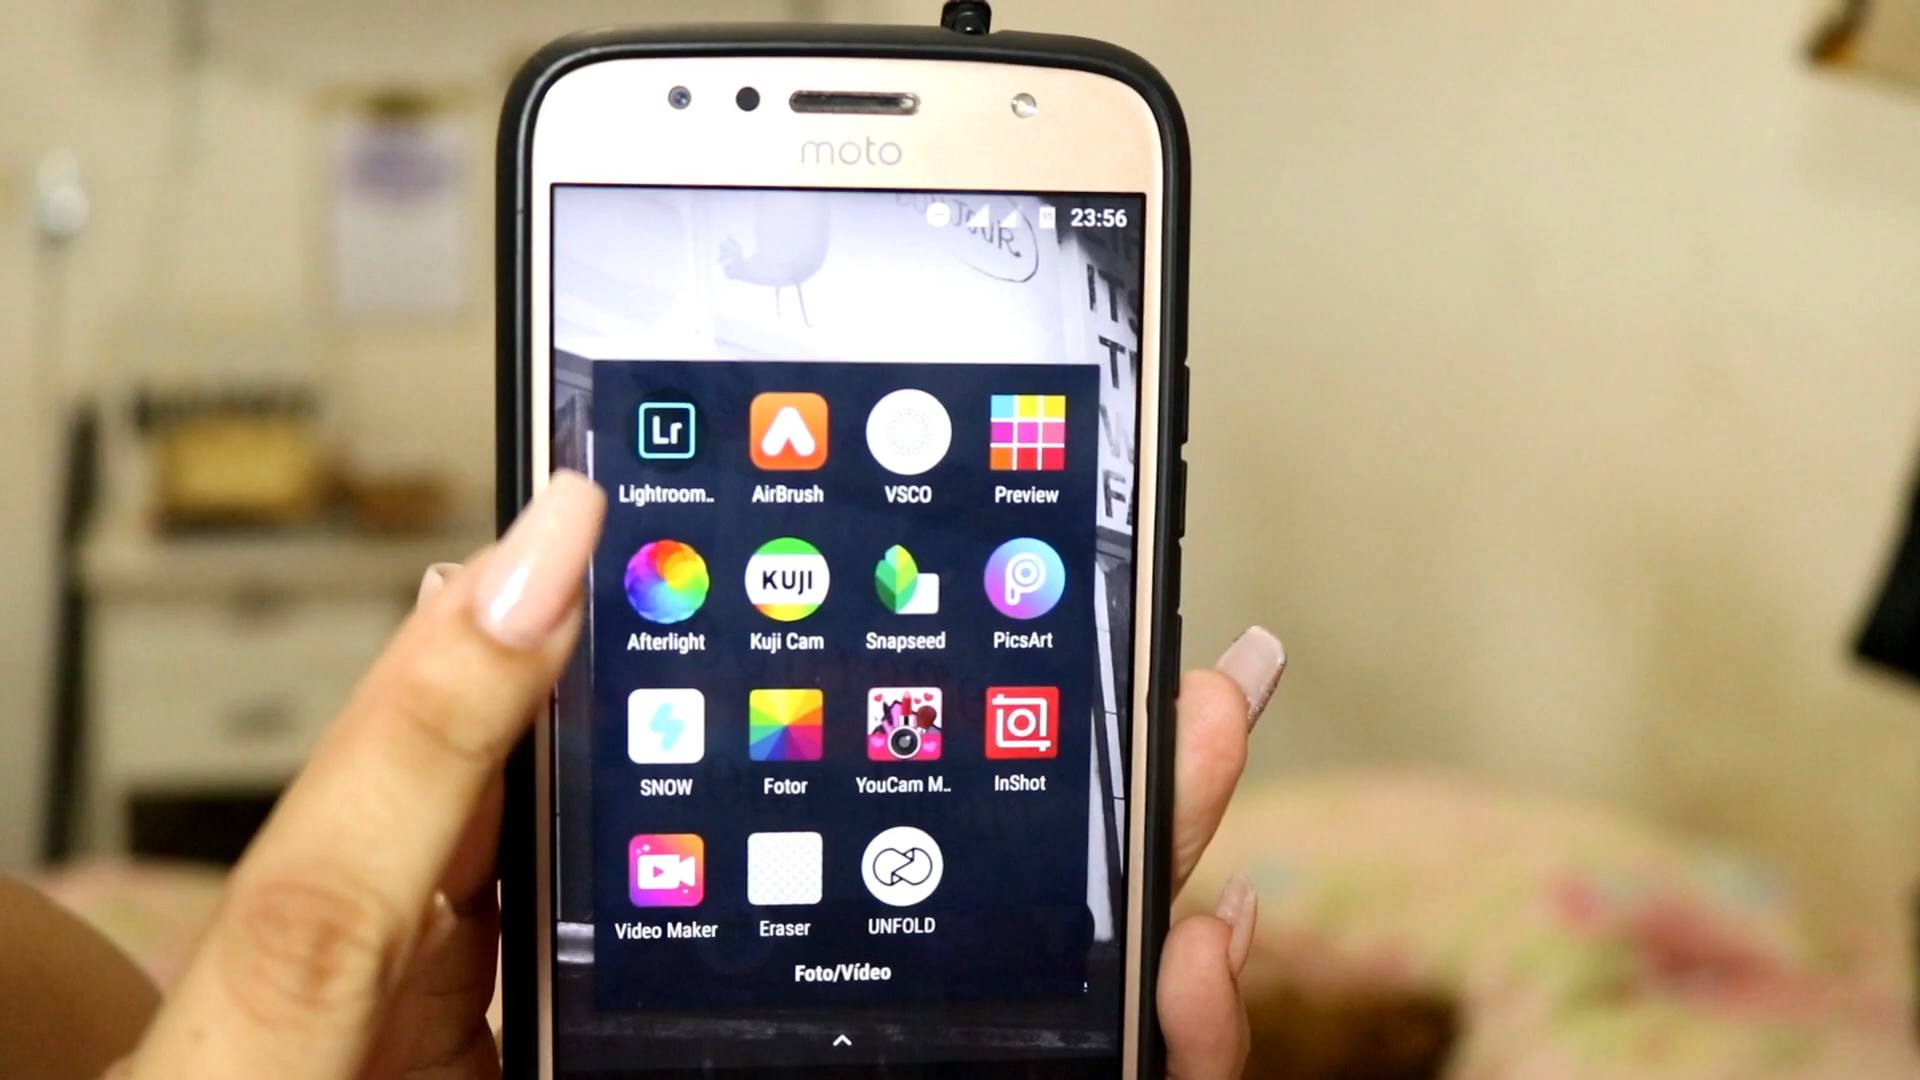 moto
23:56
Lr
Lightroom..
AirBrush
VSCO
Preview
Afterlight
KUJI
Kuji Cam
Snapseed
PicsArt
SNOW
Fotor
YouCam M..
InShot
Video Maker
Eraser
UNFOLD
Foto/Vídeo